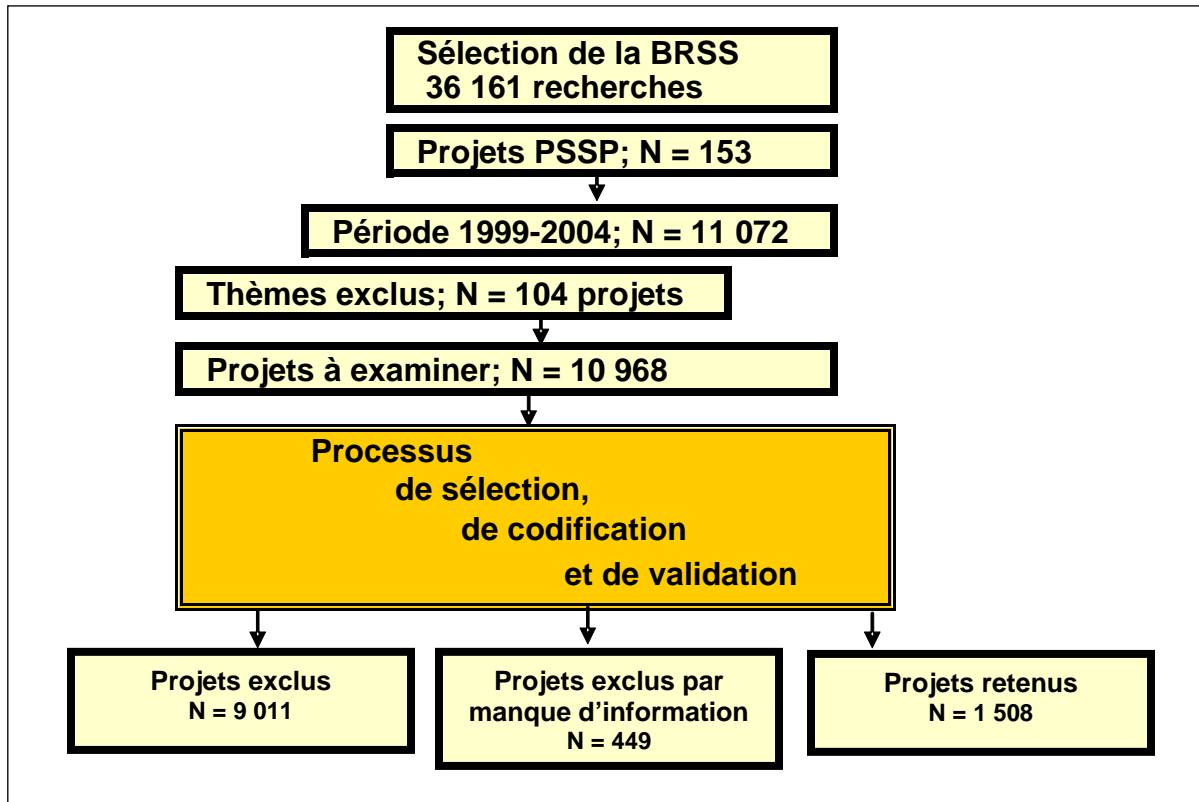 Sélection de la BRSS
36 161 recherches
Projets PSSP; N = 153
Période 1999-2004; N = 11 072
Thèmes exclus; N = 104 projets
Projets à examiner; N = 10 968
Processus
de sélection,
de codification
et de validation
Projets exclus
N = 9 011
Projets exclus par
manque d’information
N = 449
Projets retenus
N = 1 508